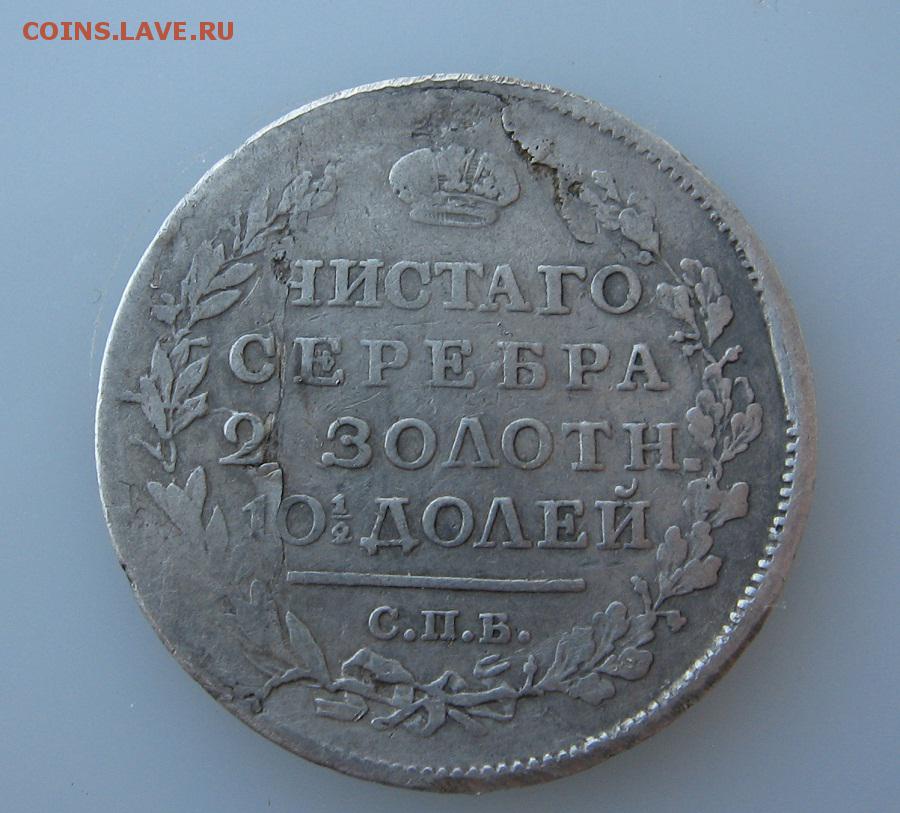 COINS.LAVE.RU
ЧИСТАГО
СЕРЕБРА
2 ЗОЛОТН.
10½ ДОЛЕЙ
С.П.Б.